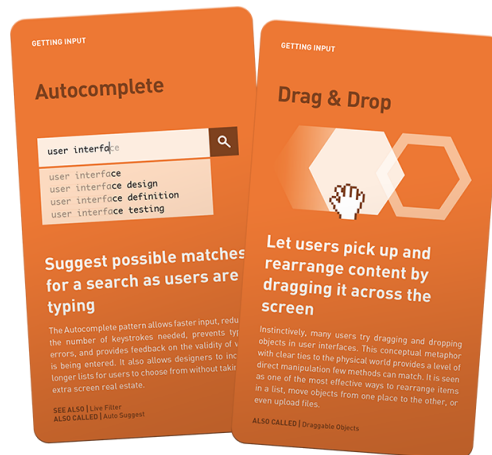 GETTING INPUT
Autocomplete
user interface
user interface
user interface design
user interface definition
user interface testing
Suggest possible matches
for a search as users are
typing
The Autocomplete pattern allows faster input,
the number of keystrokes needed, prevents
errors, and provides feedback on the validity of
is being entered. It also allows designers to
longer lists for users to choose from without
extra screen real estate.
SEE ALSO | Live Filter
ALSO CALLED | Auto Suggest
GETTING INPUT
Drag & Drop
Let users pick up and
rearrange content by
dragging it across the
screen
Instinctively, many users try dragging and dropping
objects in user interfaces. This conceptual metaphor
with clear ties to the physical world provides a level of
direct manipulation few methods can match. It is seen
as one of the most effective ways to rearrange items
in a list, move objects from one place to the other, or
even upload files.
ALSO CALLED | Draggable Objects